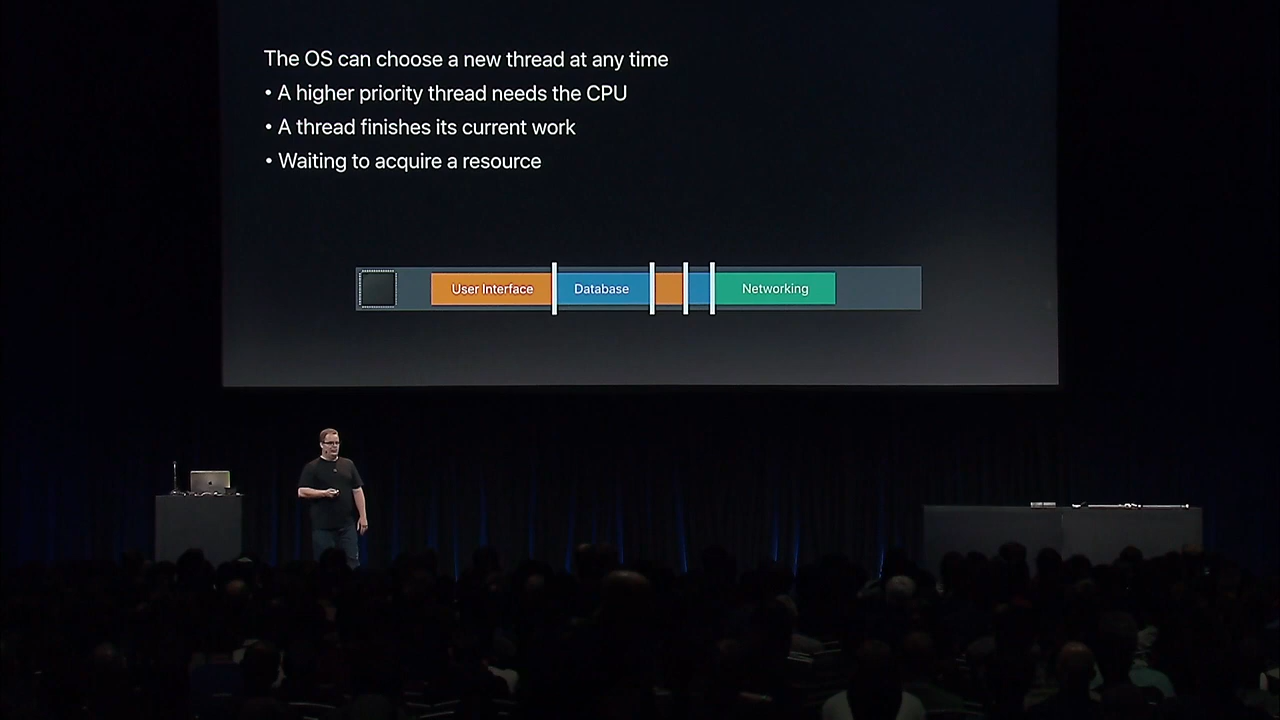 The OS can choose a new thread at any time
• A higher priority thread needs the CPU
• A thread finishes its current work
• Waiting to acquire a resource
User Interface Database Networking